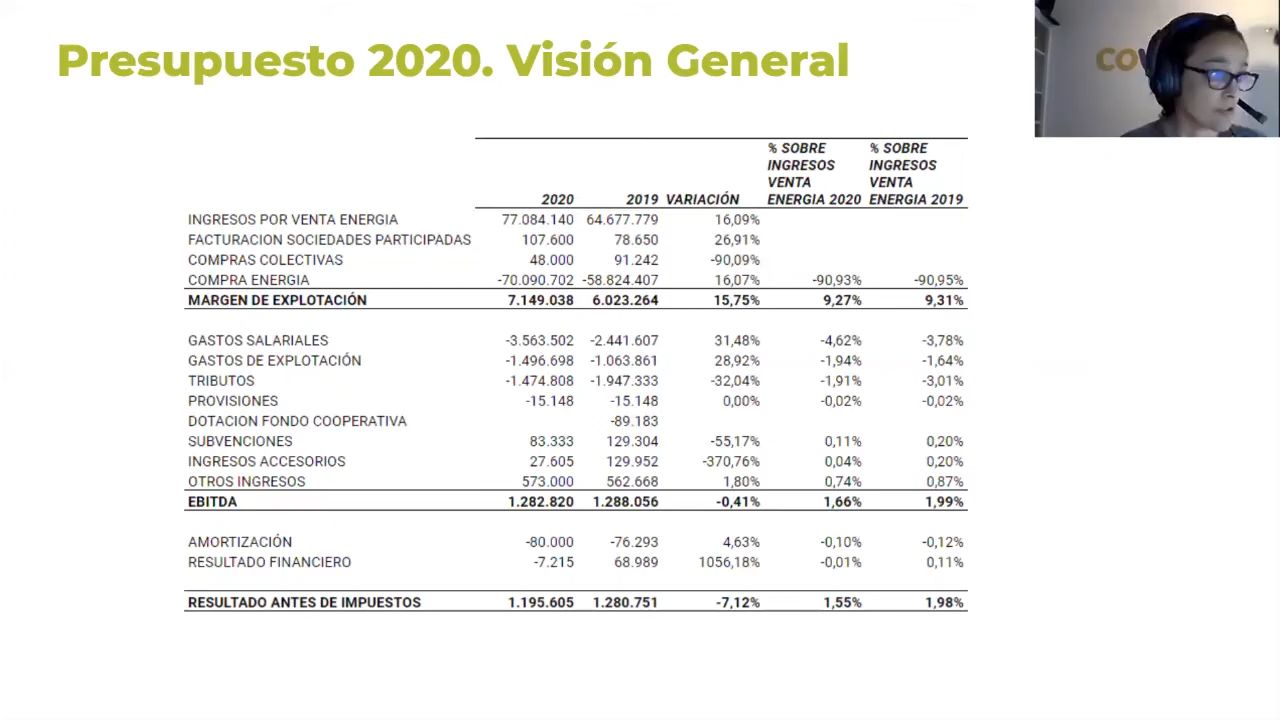 Presupuesto 2020. Visión General
CO
% SOBRE % SOBRE
INGRESOS INGRESOS
VENTA VENTA
2020 2019 VARIACIÓN ENERGIA 2020 ENERGIA 2019
INGRESOS POR VENTA ENERGIA 77.084.140 64.677.779 16,09%
FACTURACION SOCIEDADES PARTICIPADAS 107.600 78.650 26,91%
COMPRAS COLECTIVAS 48.000 91.242 -90,09%
COMPRA ENERGIA -70.090.702 -58.824.407 16,07% -90,93% -90,95%
MARGEN DE EXPLOTACIÓN 7.149.038 6.023.264 15,75% 9,27% 9,31%
GASTOS SALARIALES -3.563.502 -2.441.607 31,48% -4,62% -3,78%
GASTOS DE EXPLOTACIÓN -1.496.698 -1.063.861 28,92% -1,94% -1,64%
TRIBUTOS -1.474.808 -1.947.333 -32,04% -1,91% -3,01%
PROVISIONES -15.148 -15.148 0,00% -0,02% -0,02%
DOTACION FONDO COOPERATIVA -89.183
SUBVENCIONES 83.333 129.304 -55,17% 0,11% 0,20%
INGRESOS ACCESORIOS 27.605 129.952 -370,76% 0,04% 0,20%
OTROS INGRESOS 573.000 562.668 1,80% 0,74% 0,87%
EBITDA 1.282.820 1.288.056 -0,41% 1,66% 1,99%
AMORTIZACIÓN -80.000 -76.293 4,63% -0,10% -0,12%
RESULTADO FINANCIERO -7.215 68.989 1056,18% -0,01% 0,11%
RESULTADO ANTES DE IMPUESTOS 1.195.605 1.280.751 -7,12% 1,55% 1,98%